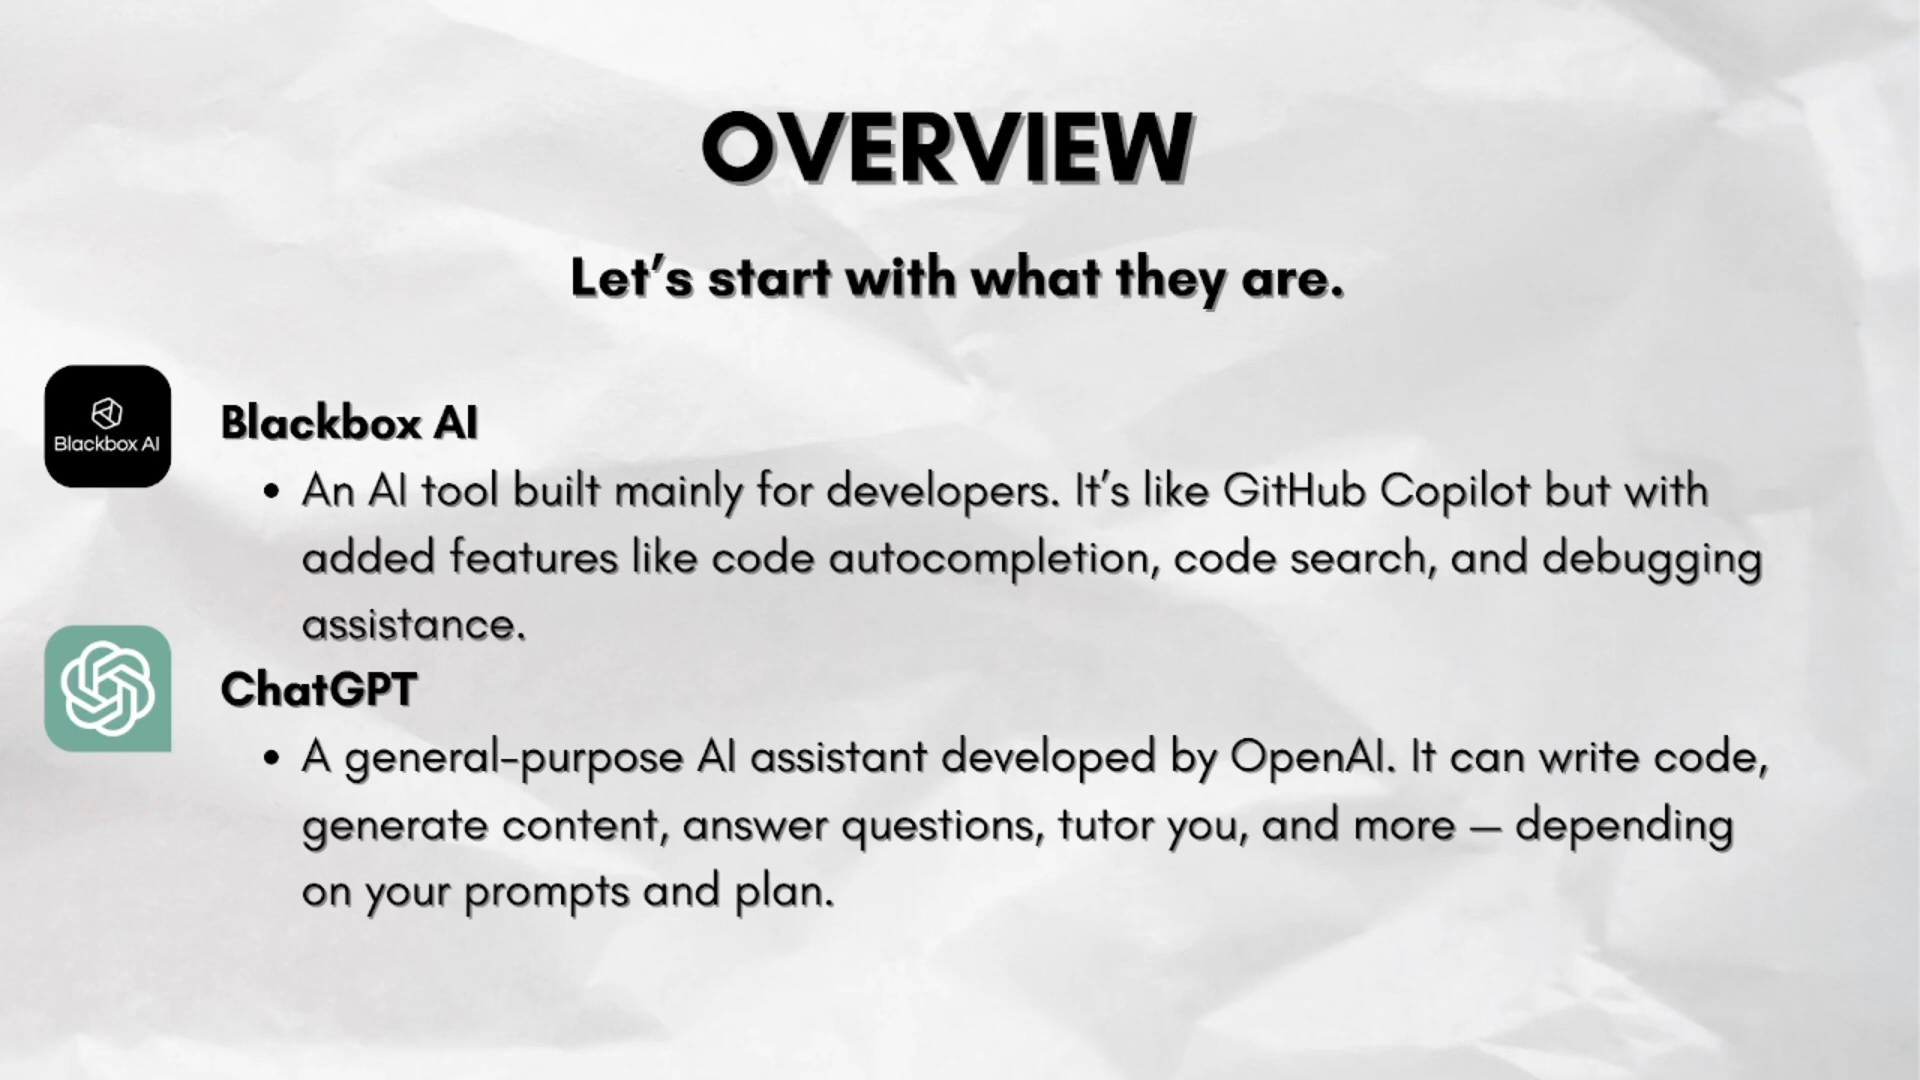 OVERVIEW
Let’s start with what they are.
Blackbox AI
Blackbox AI
• An AI tool built mainly for developers. It’s like GitHub Copilot but with
added features like code autocompletion, code search, and debugging
assistance.
ChatGPT
• A general-purpose AI assistant developed by OpenAI. It can write code,
generate content, answer questions, tutor you, and more — depending
on your prompts and plan.